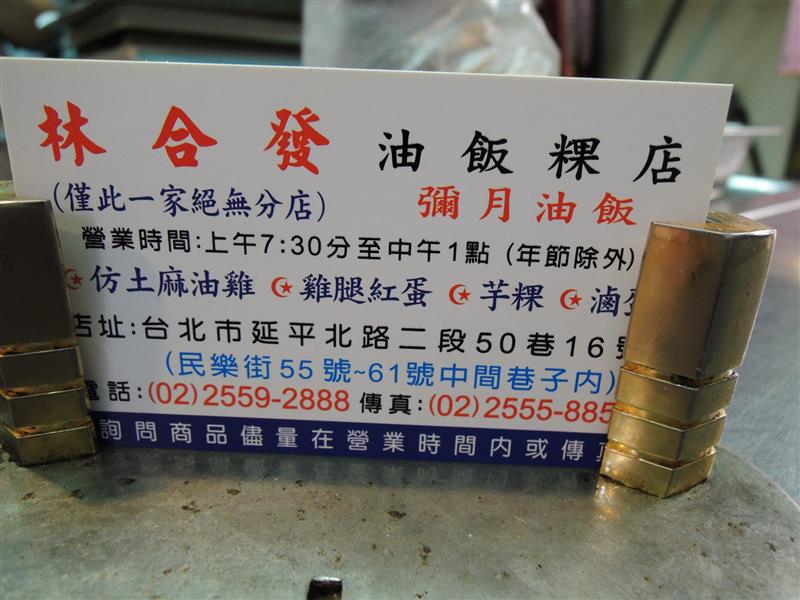 林合發 油飯粿店
(僅此一家絕無分店) 彌月油飯
營業時間:上午7:30分至中午1點 (年節除外)
仿土麻油雞 雞腿紅蛋 芋粿 滷
店址:台北市延平北路二段50巷16號
(民樂街55號~61號中間巷子內)
電話:(02)2559-2888 傳真:(02)2555-885
詢問商品儘量在營業時間內或傳真